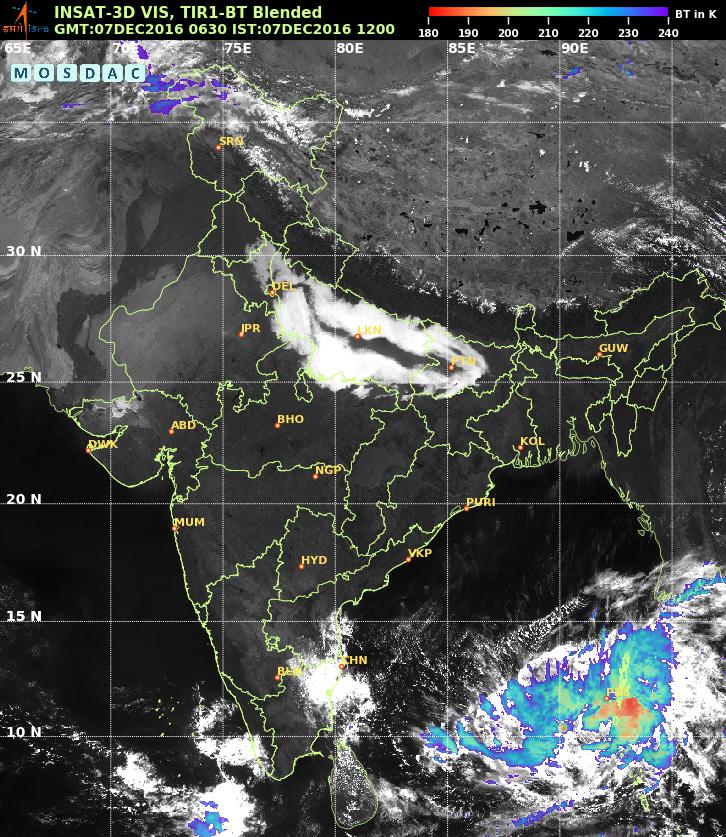 INSAT-3D VIS, TIR1-BT Blended
GMT:07DEC2016 0630 IST:07DEC2016 1200
BT in K
180 190 200 210 220 230 240
65E 70E 75E 80E 85E 90E
MOSDAC
SRN
30 N
DEL
JPR
LKN
GUW
PTN
25 N
ABD
BHO
DWK
KOL
NGP
20 N
PURI
MUM
VKP
HYD
15 N
CHN
10 N